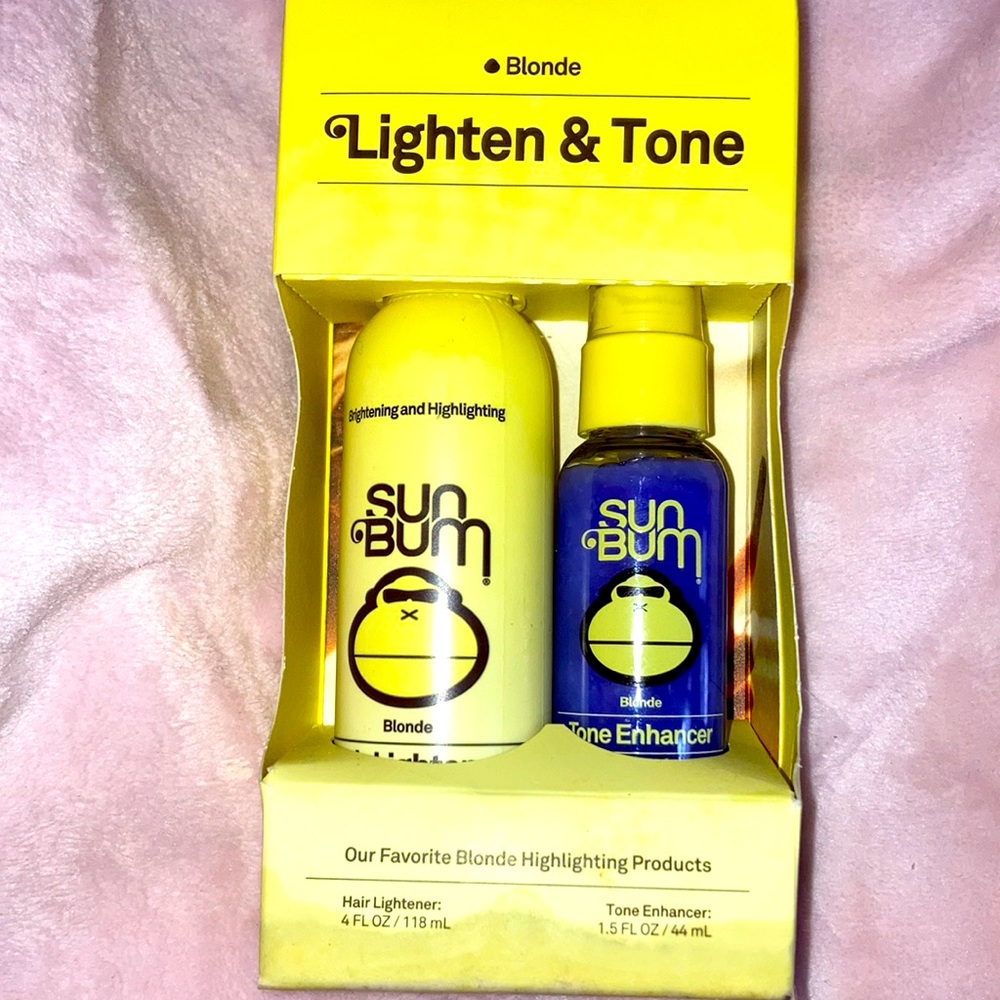 Blonde
Lighten & Tone
Brightening and Highlighting
SUN
BUM®
Blonde
SUN
BUM
Blonde
Tone Enhancer
Our Favorite Blonde Highlighting Products
Hair Lightener:
4 FL OZ / 118 mL
Tone Enhancer:
1.5 FL OZ / 44 mL